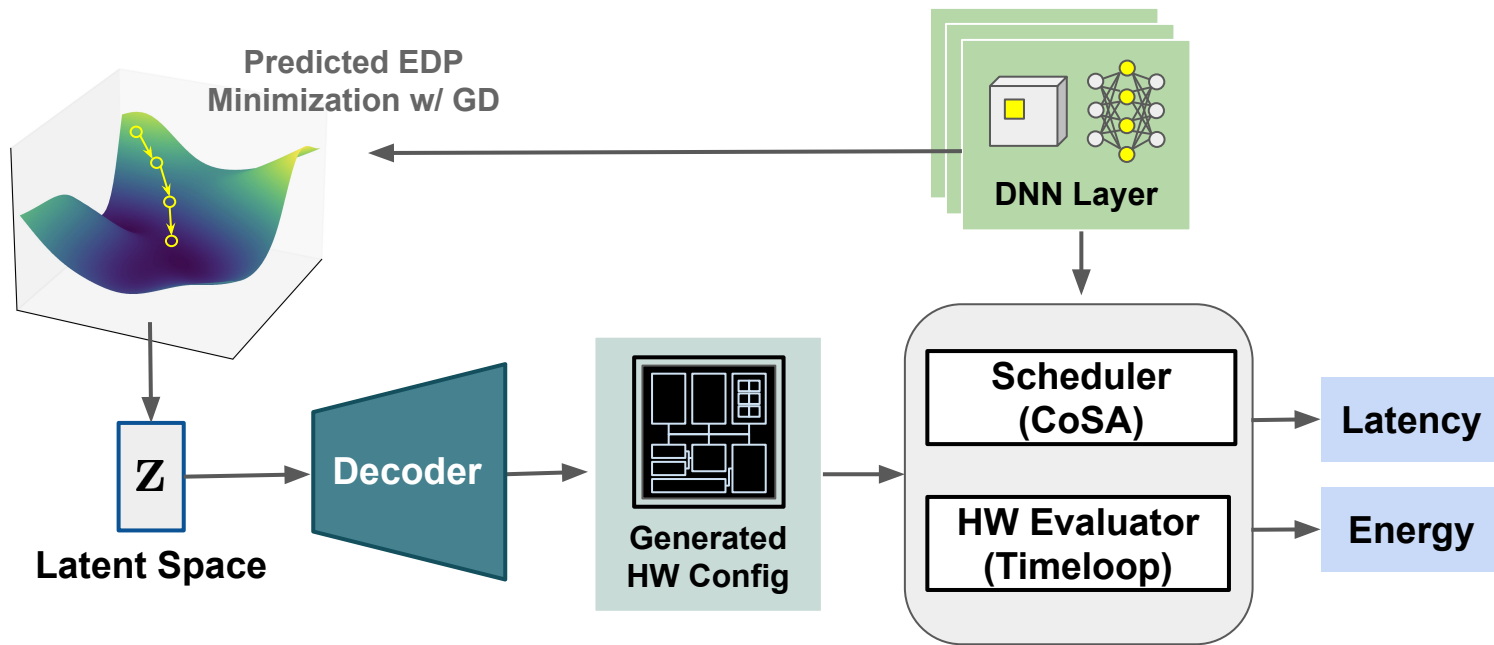 Predicted EDP
Minimization w/ GD
DNN Layer
Scheduler
(CoSA)
Latency
Z
Decoder
HW Evaluator
(Timeloop)
Energy
Generated
HW Config
Latent Space